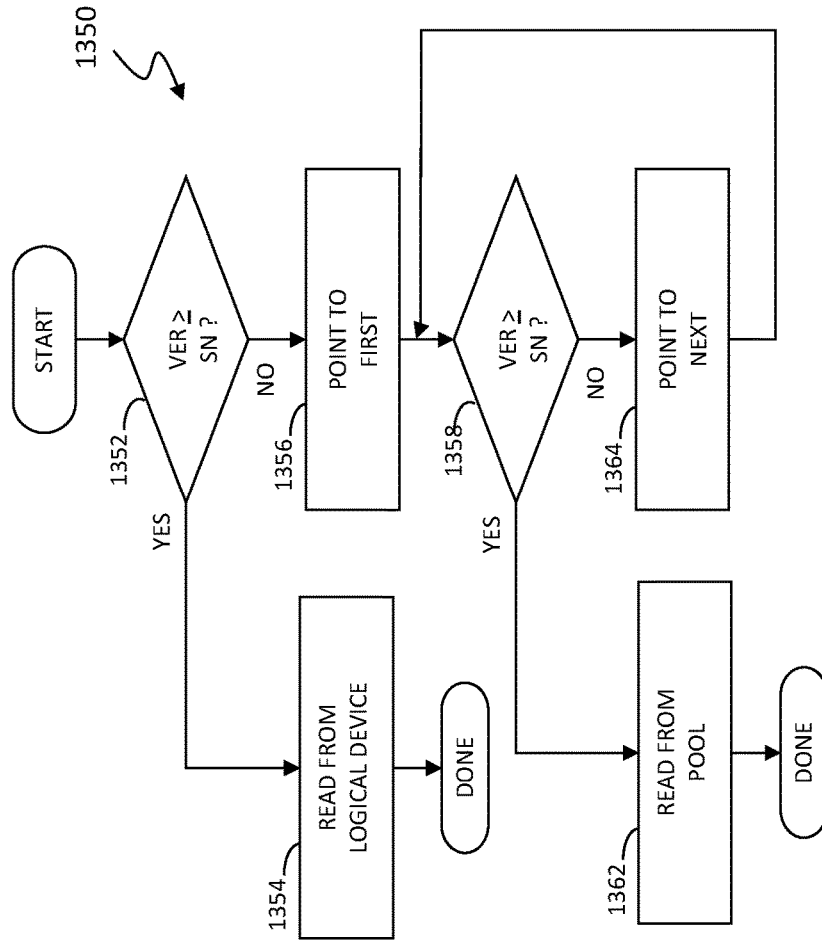 1350
START
1352
VER ≥
SN ?
YES
NO
1354
READ FROM
LOGICAL DEVICE
DONE
1356
POINT TO
FIRST
1358
VER ≥
SN ?
YES
NO
1362
READ FROM
POOL
DONE
1364
POINT TO
NEXT